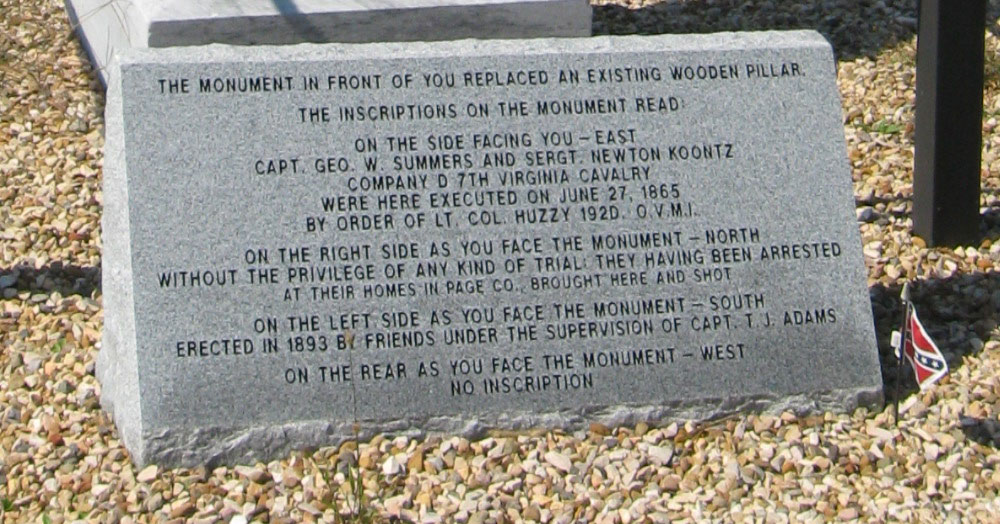 THE MONUMENT IN FRONT OF YOU REPLACED AN EXISTING WOODEN PILLAR.
THE INSCRIPTIONS ON THE MONUMENT READ:
ON THE SIDE FACING YOU – EAST
CAPT. GEO. W. SUMMERS AND SERGT. NEWTON KOONTZ
COMPANY D 7TH VIRGINIA CAVALRY
WERE HERE EXECUTED ON JUNE 27, 1865
BY ORDER OF LT. COL. HUZZY 192D. O.V.M.I.
ON THE RIGHT SIDE AS YOU FACE THE MONUMENT – NORTH
WITHOUT THE PRIVILEGE OF ANY KIND OF TRIAL; THEY HAVING BEEN ARRESTED
AT THEIR HOMES IN PAGE CO., BROUGHT HERE AND SHOT
ON THE LEFT SIDE AS YOU FACE THE MONUMENT – SOUTH
ERECTED IN 1893 BY FRIENDS UNDER THE SUPERVISION OF CAPT. T. J. ADAMS
ON THE REAR AS YOU FACE THE MONUMENT – WEST
NO INSCRIPTION